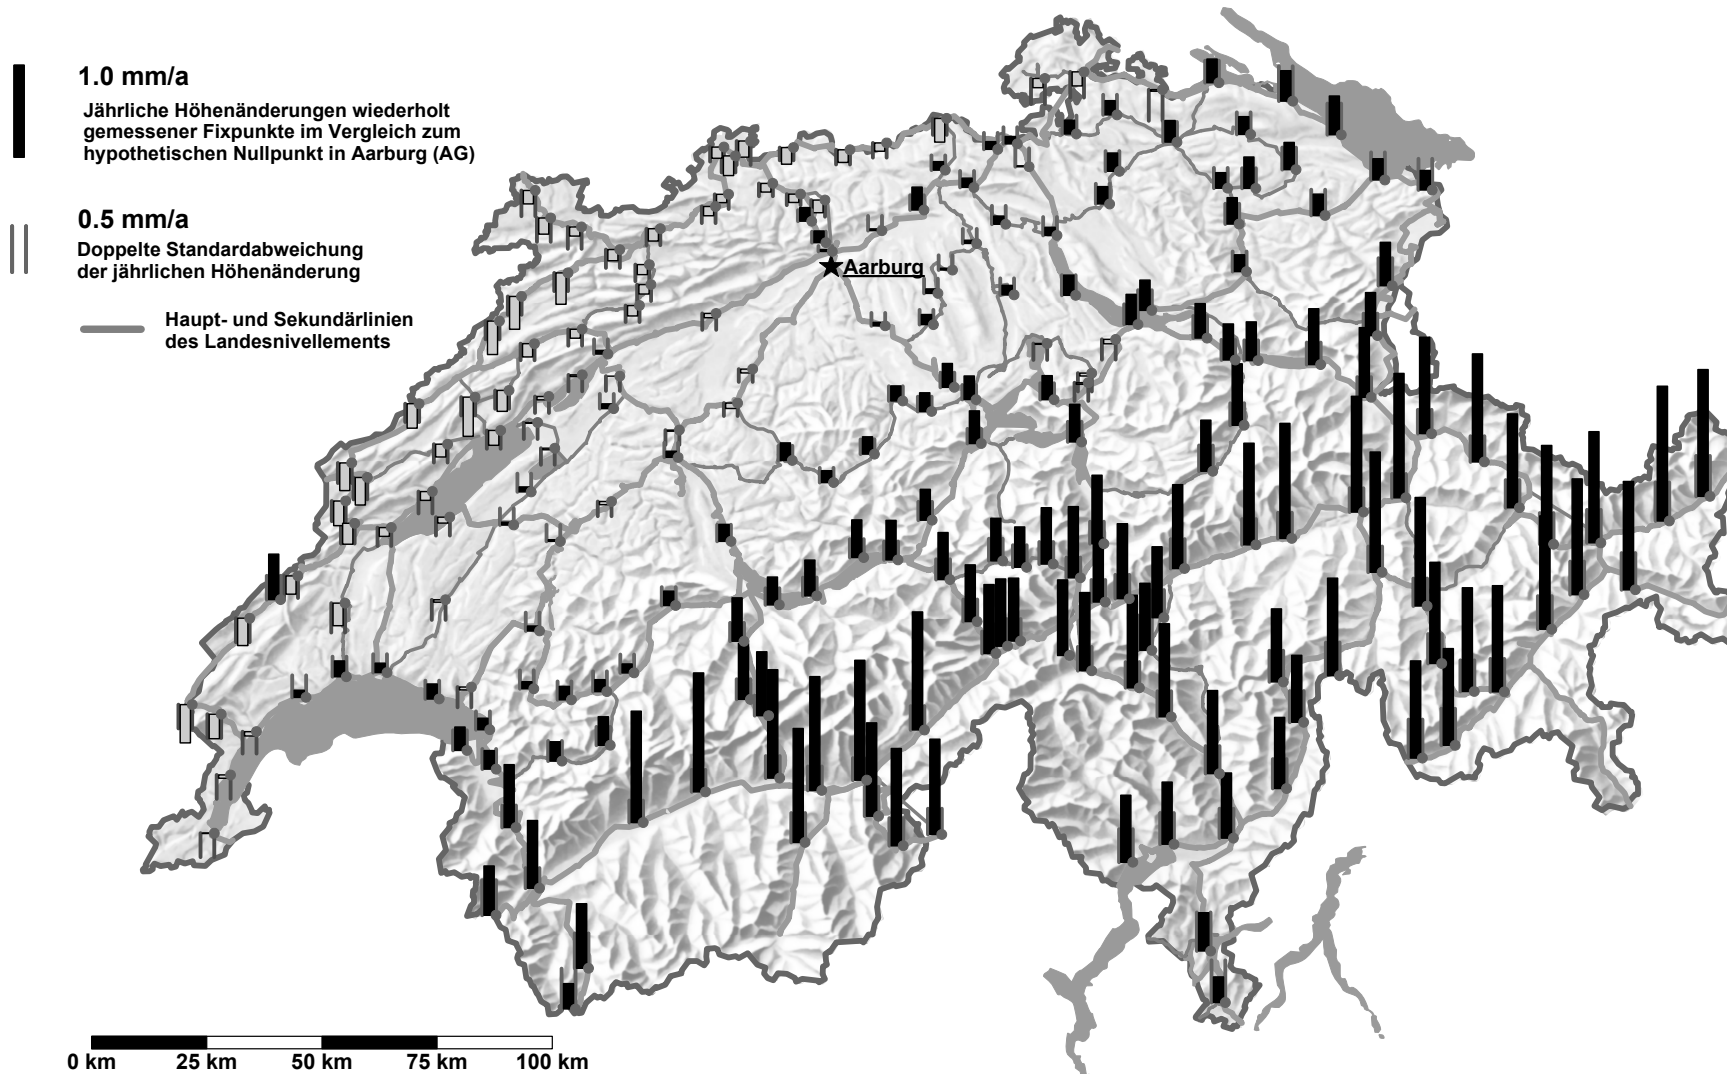 1.0 mm/a
Jährliche Höhenänderungen wiederholt
gemessener Fixpunkte im Vergleich zum
hypothetischen Nullpunkt in Aarburg (AG)
0.5 mm/a
Doppelte Standardabweichung
der jährlichen Höhenänderung
Haupt- und Sekundärlinien
des Landesnivellements
Aarburg
0 km 25 km 50 km 75 km 100 km